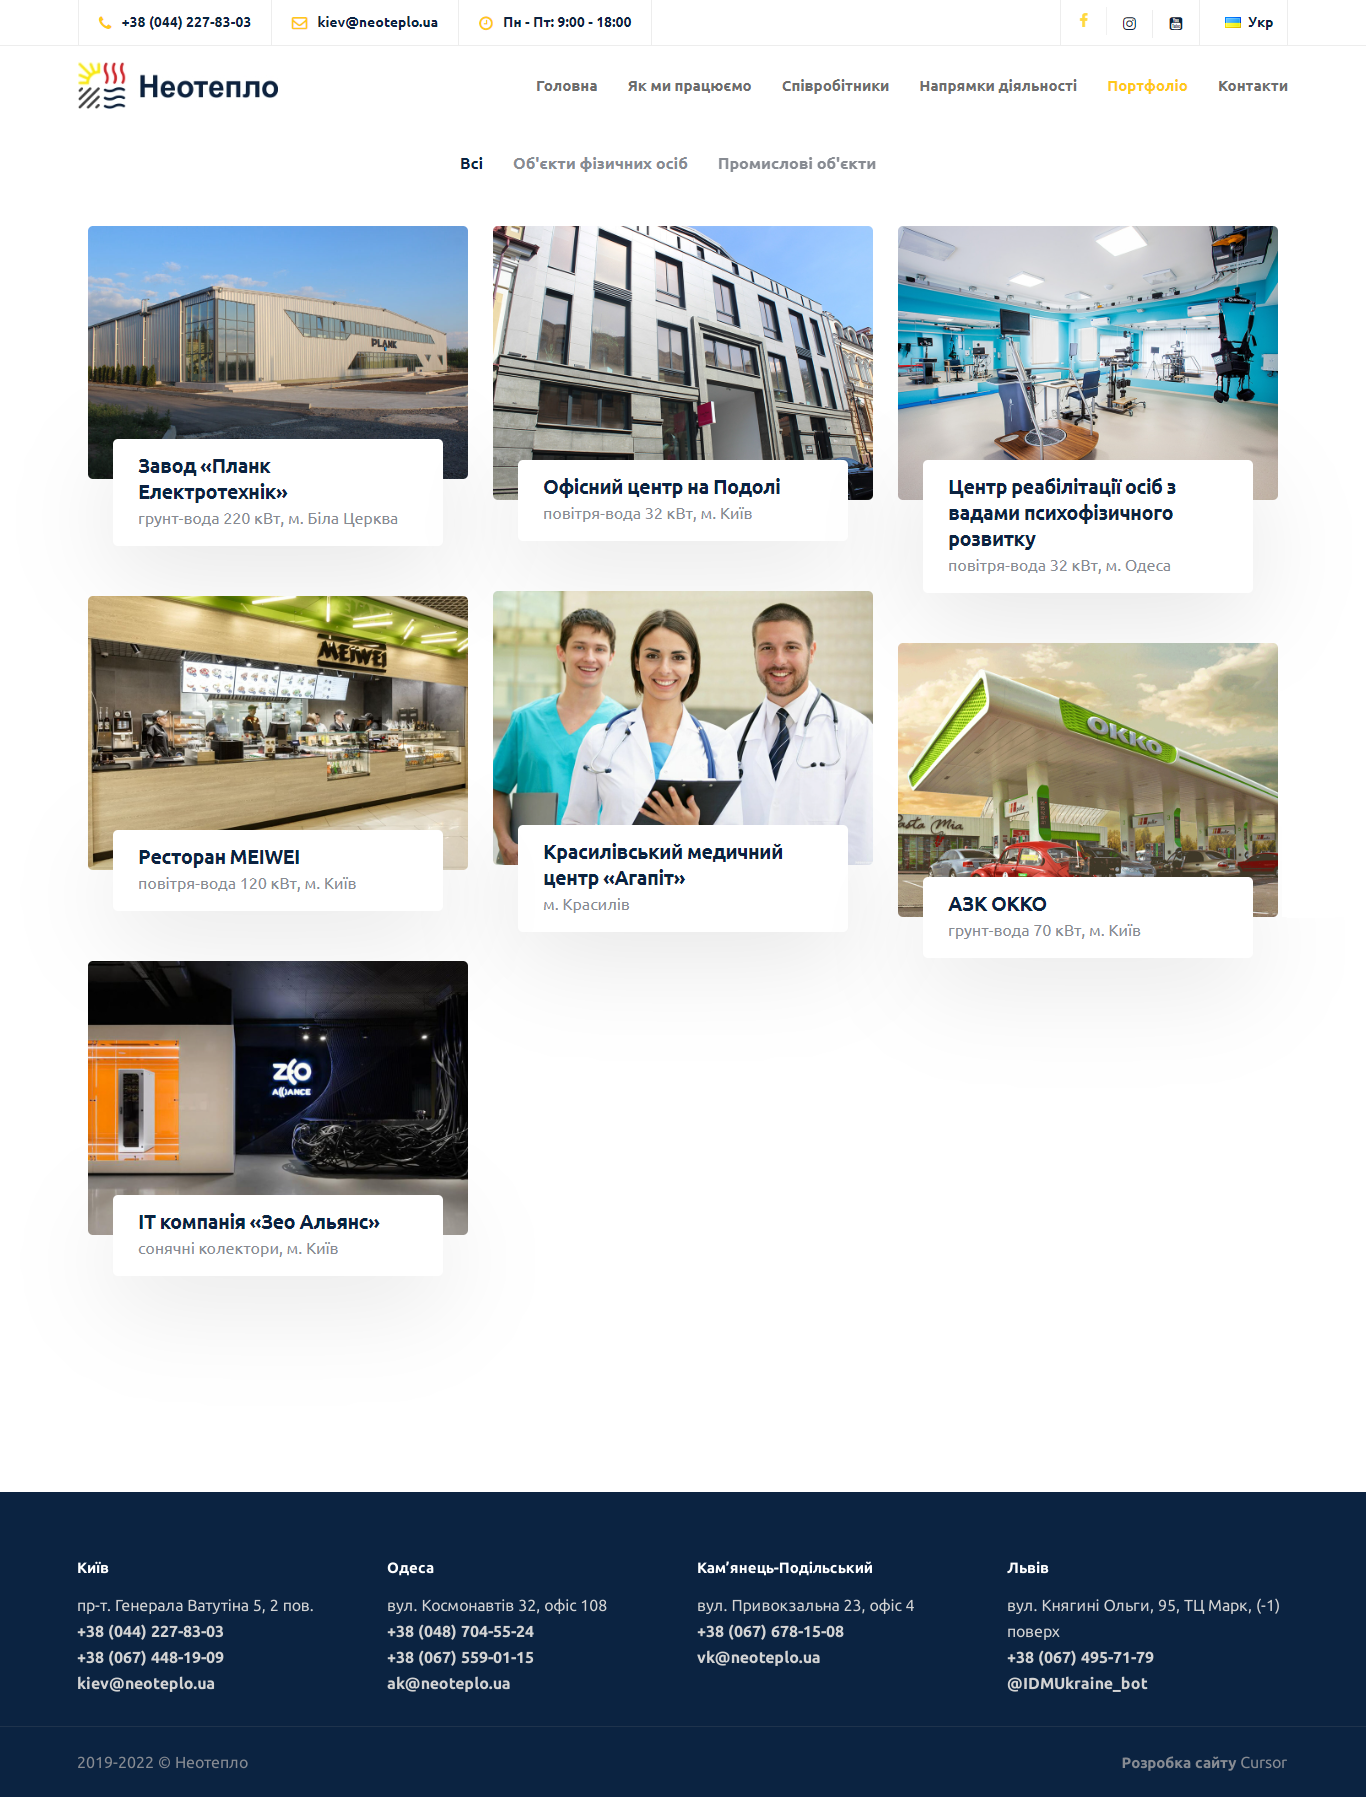 +38 (044) 227-83-03
kiev@neoteplo.ua
Пн - Пт: 9:00 - 18:00
Укр
Неотепло
Головна
Як ми працюємо
Співробітники
Напрямки діяльності
Портфоліо
Контакти
Всі
Об'єкти фізичних осіб
Промислові об'єкти
PLANK
Завод «Планк
Електротехнік»
грунт-вода 220 кВт, м. Біла Церква
Офісний центр на Подолі
повітря-вода 32 кВт, м. Київ
Центр реабілітації осіб з
вадами психофізичного
розвитку
повітря-вода 32 кВт, м. Одеса
MEIWEI
Ресторан MEIWEI
повітря-вода 120 кВт, м. Київ
Красилівський медичний
центр «Агапіт»
м. Красилів
OKKO
Pasta Mia
АЗК ОККО
грунт-вода 70 кВт, м. Київ
ZEO
ALLIANCE
ІТ компанія «Зео Альянс»
сонячні колектори, м. Київ
Київ
пр-т. Генерала Ватутіна 5, 2 пов.
+38 (044) 227-83-03
+38 (067) 448-19-09
kiev@neoteplo.ua
Одеса
вул. Космонавтів 32, офіс 108
+38 (048) 704-55-24
+38 (067) 559-01-15
ak@neoteplo.ua
Кам’янець-Подільський
вул. Привокзальна 23, офіс 4
+38 (067) 678-15-08
vk@neoteplo.ua
Львів
вул. Княгині Ольги, 95, ТЦ Марк, (-1)
поверх
+38 (067) 495-71-79
@IDMUkraine_bot
2019-2022 © Неотепло
Розробка сайту Cursor